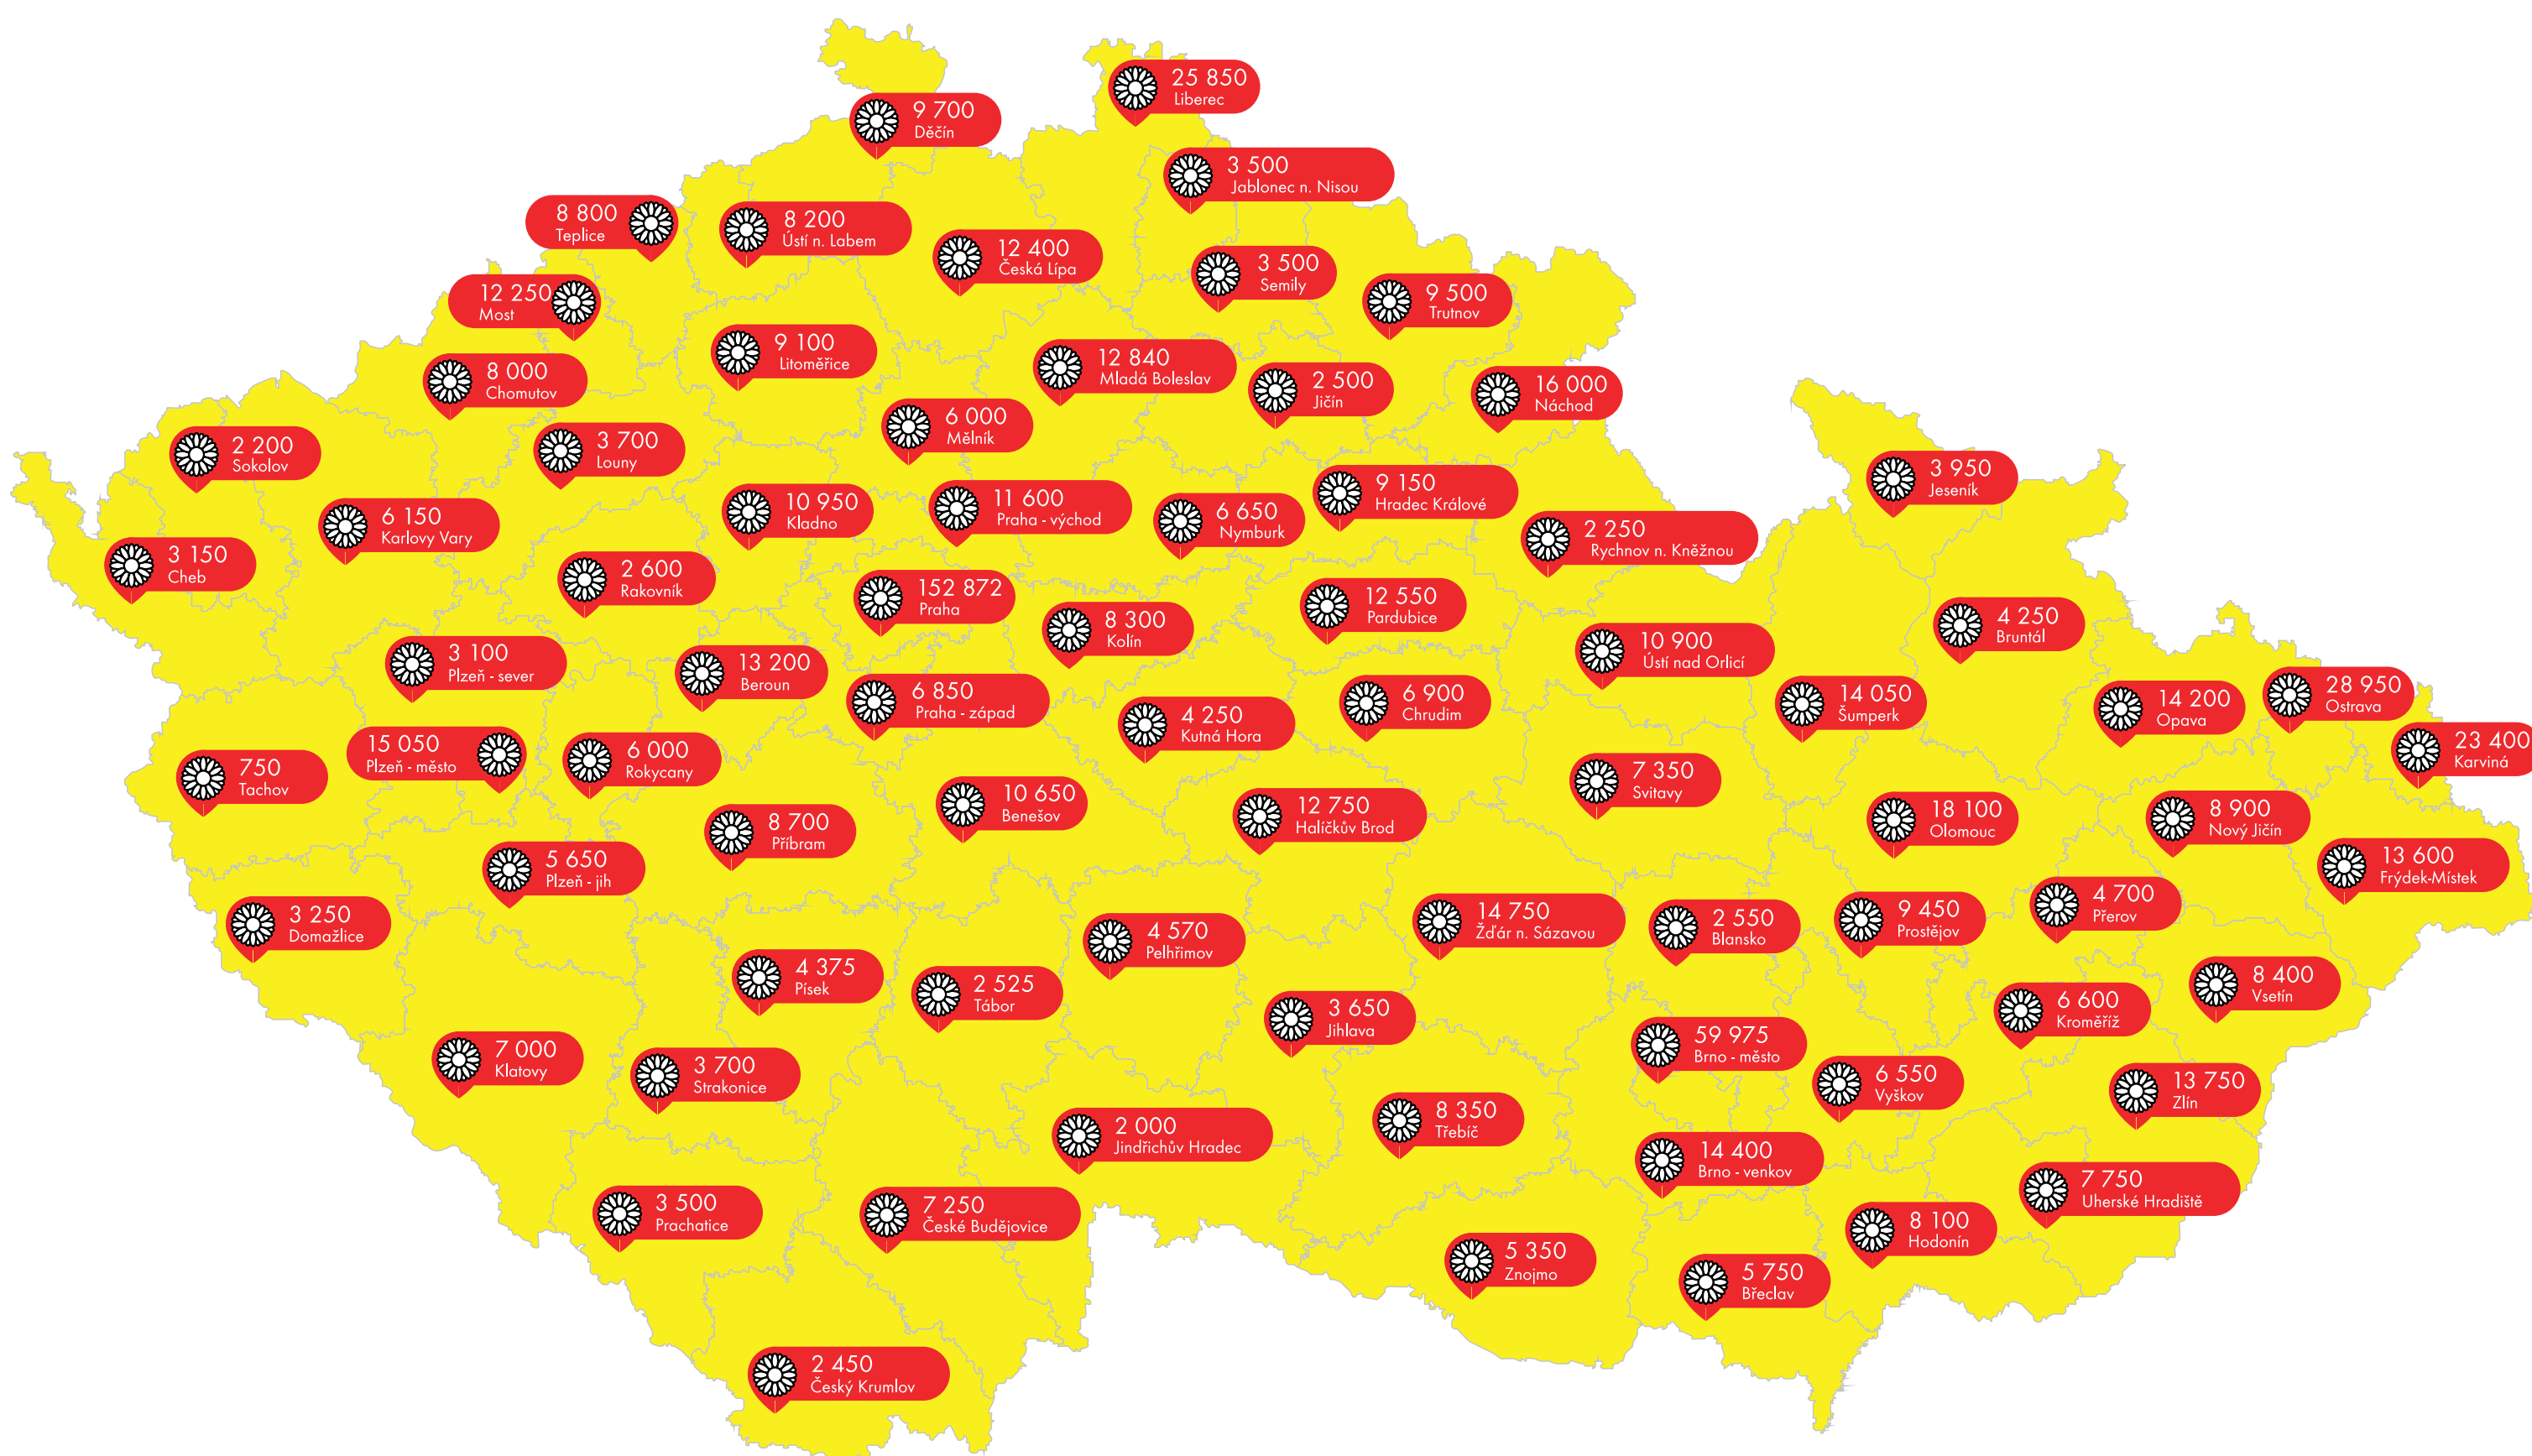 25 850
Liberec
9 700
Děčín
3 500
Jablonec n. Nisou
8 800
Teplice
8 200
Ústí n. Labem
12 400
Česká Lípa
3 500
Semily
12 250
Most
9 500
Trutnov
9 100
Litoměřice
12 840
Mladá Boleslav
8 000
Chomutov
2 500
Jičín
16 000
Náchod
6 000
Mělník
2 200
Sokolov
3 700
Louny
3 950
Jeseník
9 150
Hradec Králové
10 950
Kladno
11 600
Praha - východ
6 650
Nymburk
6 150
Karlovy Vary
2 250
Rychnov n. Kněžnou
3 150
Cheb
2 600
Rakovník
152 872
Praha
12 550
Pardubice
8 300
Kolín
4 250
Bruntál
3 100
Plzeň - sever
13 200
Beroun
10 900
Ústí nad Orlicí
6 850
Praha - západ
4 250
Kutná Hora
6 900
Chrudim
14 050
Šumperk
14 200
Opava
28 950
Ostrava
23 400
Karviná
15 050
Plzeň - město
6 000
Rokycany
750
Tachov
7 350
Svitavy
10 650
Benešov
12 750
Halíčkův Brod
18 100
Olomouc
8 900
Nový Jičín
8 700
Příbram
5 650
Plzeň - jih
13 600
Frýdek-Místek
3 250
Domažlice
14 750
Žďár n. Sázavou
2 550
Blansko
9 450
Prostějov
4 700
Přerov
4 570
Pelhřimov
4 375
Písek
2 525
Tábor
8 400
Vsetín
3 650
Jihlava
6 600
Kroměříž
7 000
Klatovy
3 700
Strakonice
59 975
Brno - město
6 550
Vyškov
13 750
Zlín
2 000
Jindřichův Hradec
8 350
Třebíč
14 400
Brno - venkov
7 750
Uherské Hradiště
3 500
Prachatice
7 250
České Budějovice
8 100
Hodonín
5 350
Znojmo
5 750
Břeclav
2 450
Český Krumlov